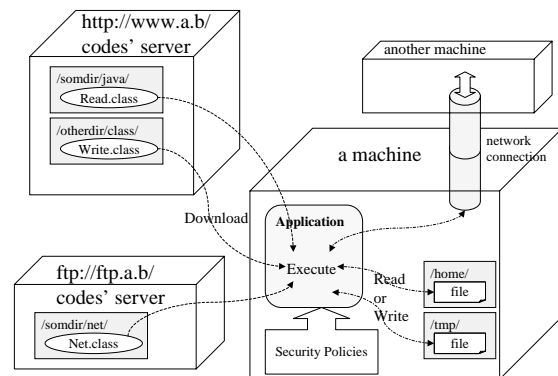 http://www.a.b/
codes' server
/somdir/java/
Read.class
/otherdir/class/
Write.class
another machine
network
connection
a machine
Download
Application
Execute
Read
or
Write
/home/
file
/tmp/
file
Security Policies
ftp://ftp.a.b/
codes' server
/somdir/net/
Net.class